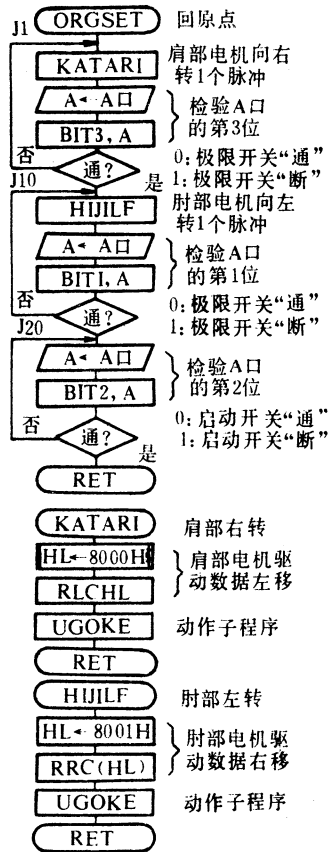 J1 ORGSET 回原点
KATARI 肩部电机向右
转1个脉冲
A← A口 检验A口
BIT3, A 的第3位
否 通? 0:极限开关“通”
J10 是 1:极限开关“断”
HIJILF 肘部电机向左
转1个脉冲
A← A口 检验A口
BIT1, A 的第1位
否 通? 0:极限开关“通”
J20 1:极限开关“断”
A← A口 检验A口
BIT2, A 的第2位
否 通? 0:启动开关“通”
是 1:启动开关“断”
RET
KATARI 肩部右转
HL←8000H 肩部电机驱
RLCHL 动数据左移
UGOKE 动作子程序
RET
HIJILF 肘部左转
HL←8001H 肘部电机驱
RRC(HL) 动数据右移
UGOKE 动作子程序
RET